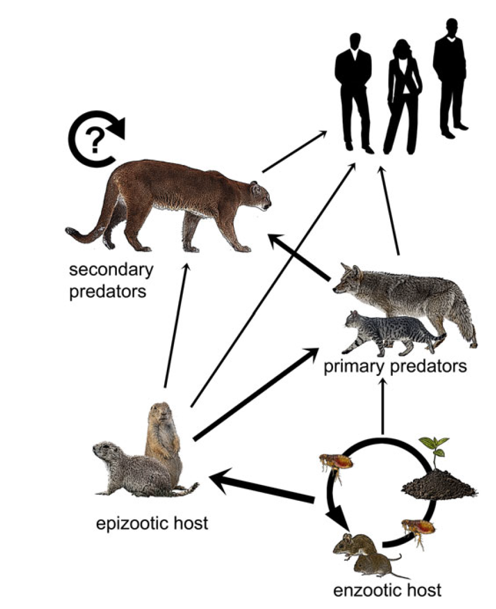 ?
secondary
predators
primary predators
epizootic host
enzootic host